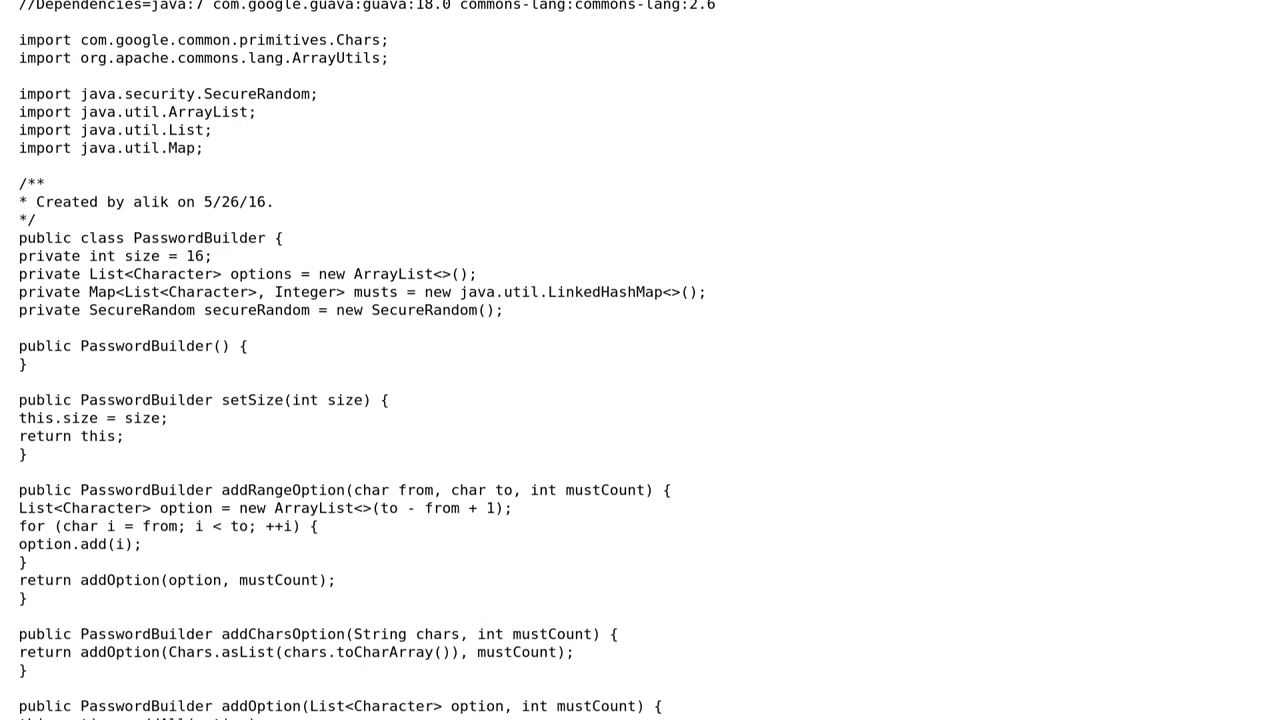 //Dependencies=java:7 com.google.guava:guava:18.0 commons-lang:commons-lang:2.6
import com.google.common.primitives.Chars;
import org.apache.commons.lang.ArrayUtils;
import java.security.SecureRandom;
import java.util.ArrayList;
import java.util.List;
import java.util.Map;
/**
* Created by alik on 5/26/16.
*/
public class PasswordBuilder {
private int size = 16;
private List<Character> options = new ArrayList<>();
private Map<List<Character>, Integer> musts = new java.util.LinkedHashMap<>();
private SecureRandom secureRandom = new SecureRandom();
public PasswordBuilder() {
}
public PasswordBuilder setSize(int size) {
this.size = size;
return this;
}
public PasswordBuilder addRangeOption(char from, char to, int mustCount) {
List<Character> option = new ArrayList<>(to - from + 1);
for (char i = from; i < to; ++i) {
option.add(i);
}
return addOption(option, mustCount);
}
public PasswordBuilder addCharsOption(String chars, int mustCount) {
return addOption(Chars.asList(chars.toCharArray()), mustCount);
}
public PasswordBuilder addOption(List<Character> option, int mustCount) {